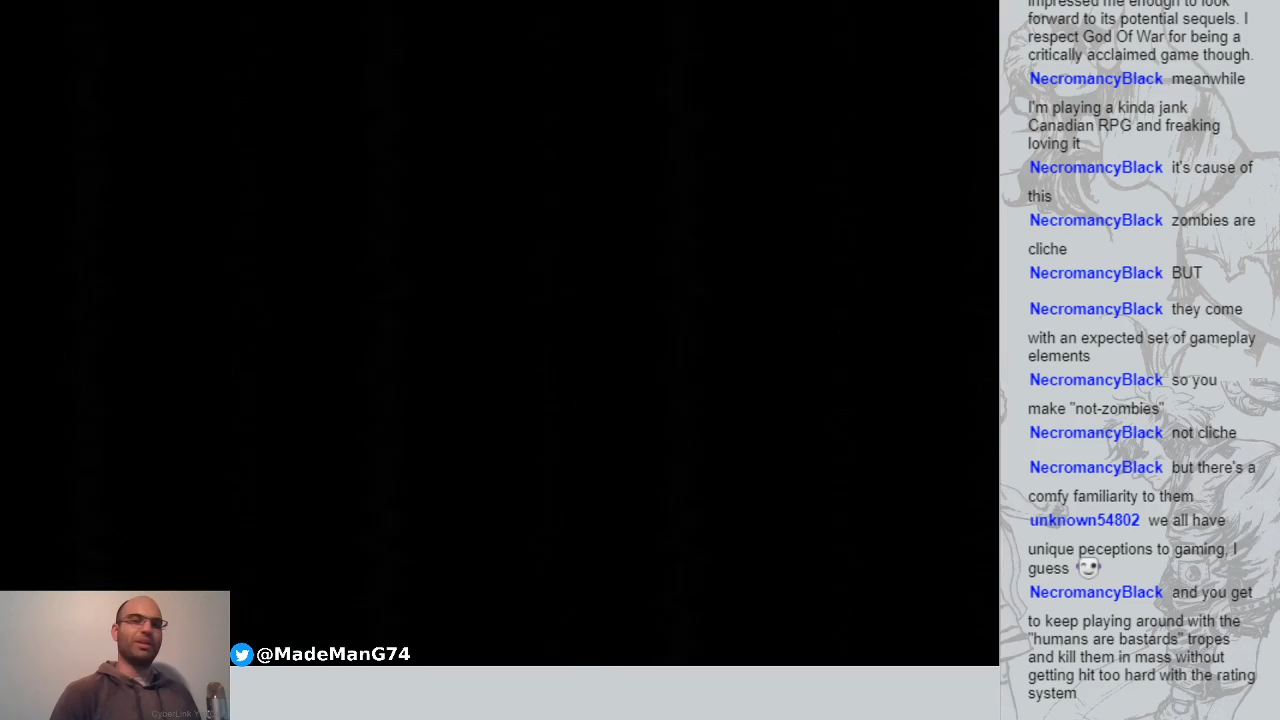 impressed me enough to look
forward to its potential sequels. I
respect God Of War for being a
critically acclaimed game though.
NecromancyBlack meanwhile
I'm playing a kinda jank
Canadian RPG and freaking
loving it
NecromancyBlack it's cause of
this
NecromancyBlack zombies are
cliche
NecromancyBlack BUT
NecromancyBlack they come
with an expected set of gameplay
elements
NecromancyBlack so you
make "not-zombies"
NecromancyBlack not cliche
NecromancyBlack but there's a
comfy familiarity to them
unknown54802 we all have
unique peceptions to gaming, I
guess
NecromancyBlack and you get
to keep playing around with the
"humans are bastards" tropes
and kill them in mass without
getting hit too hard with the rating
system
@MadeManG74
CyberLink